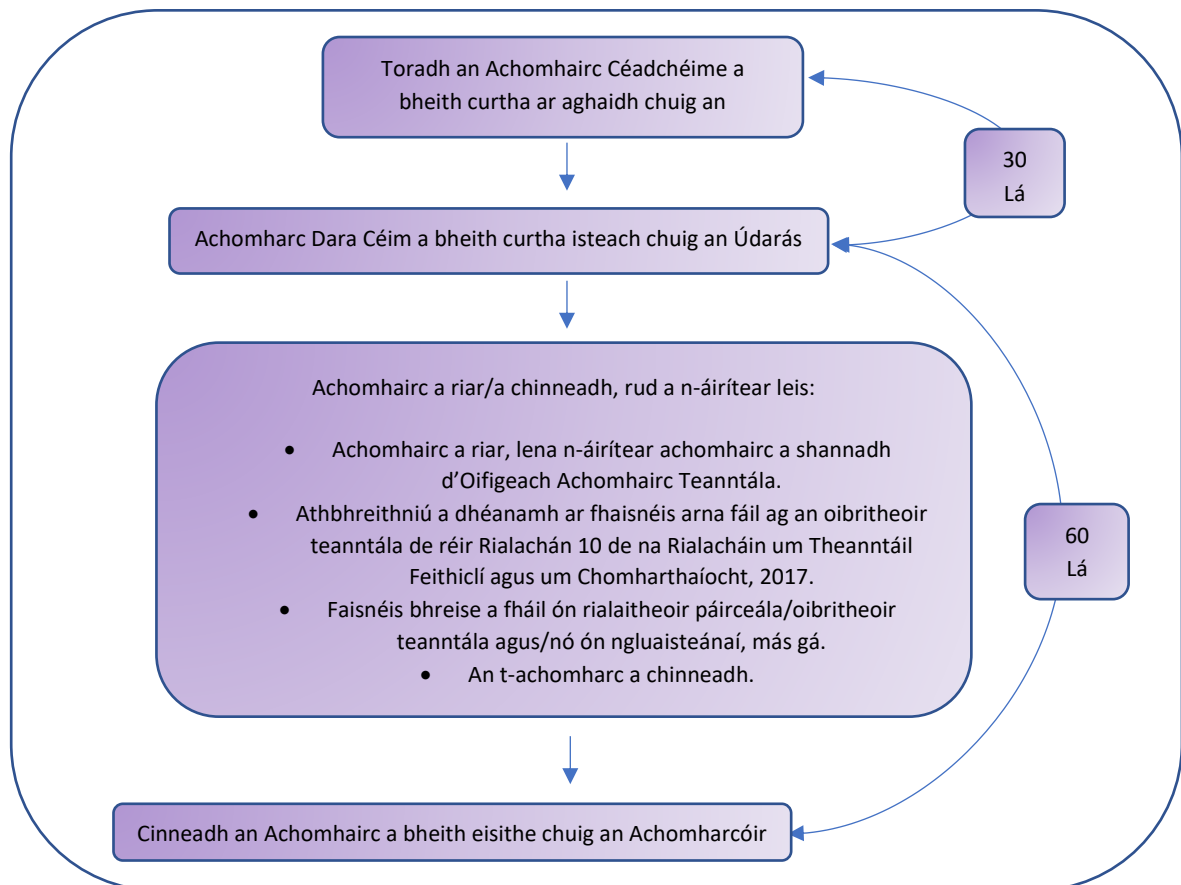 Toradh an Achomhairc Céadchéime a
bheith curtha ar aghaidh chuig an
30
Lá
Achomharc Dara Céim a bheith curtha isteach chuig an Údarás
Achomhairc a riar/a chinneadh, rud a n-áirítear leis:
• Achomhairc a riar, lena n-áirítear achomhairc a shannadh
d'Oifigeach Achomhairc Teanntála.
• Athbhreithniú a dhéanamh ar fhaisnéis arna fáil ag an oibritheoir
teanntála de réir Rialachán 10 de na Rialacháin um Theanntáil
Feithiclí agus um Chomharthaíocht, 2017.
• Faisnéis bhreise a fháil ón rialaitheoir páirceála/oibritheoir
teanntála agus/nó ón ngluaisteánaí, más gá.
• An t-achomharc a chinneadh.
60
Lá
Cinneadh an Achomhairc a bheith eisithe chuig an Achomharcóir